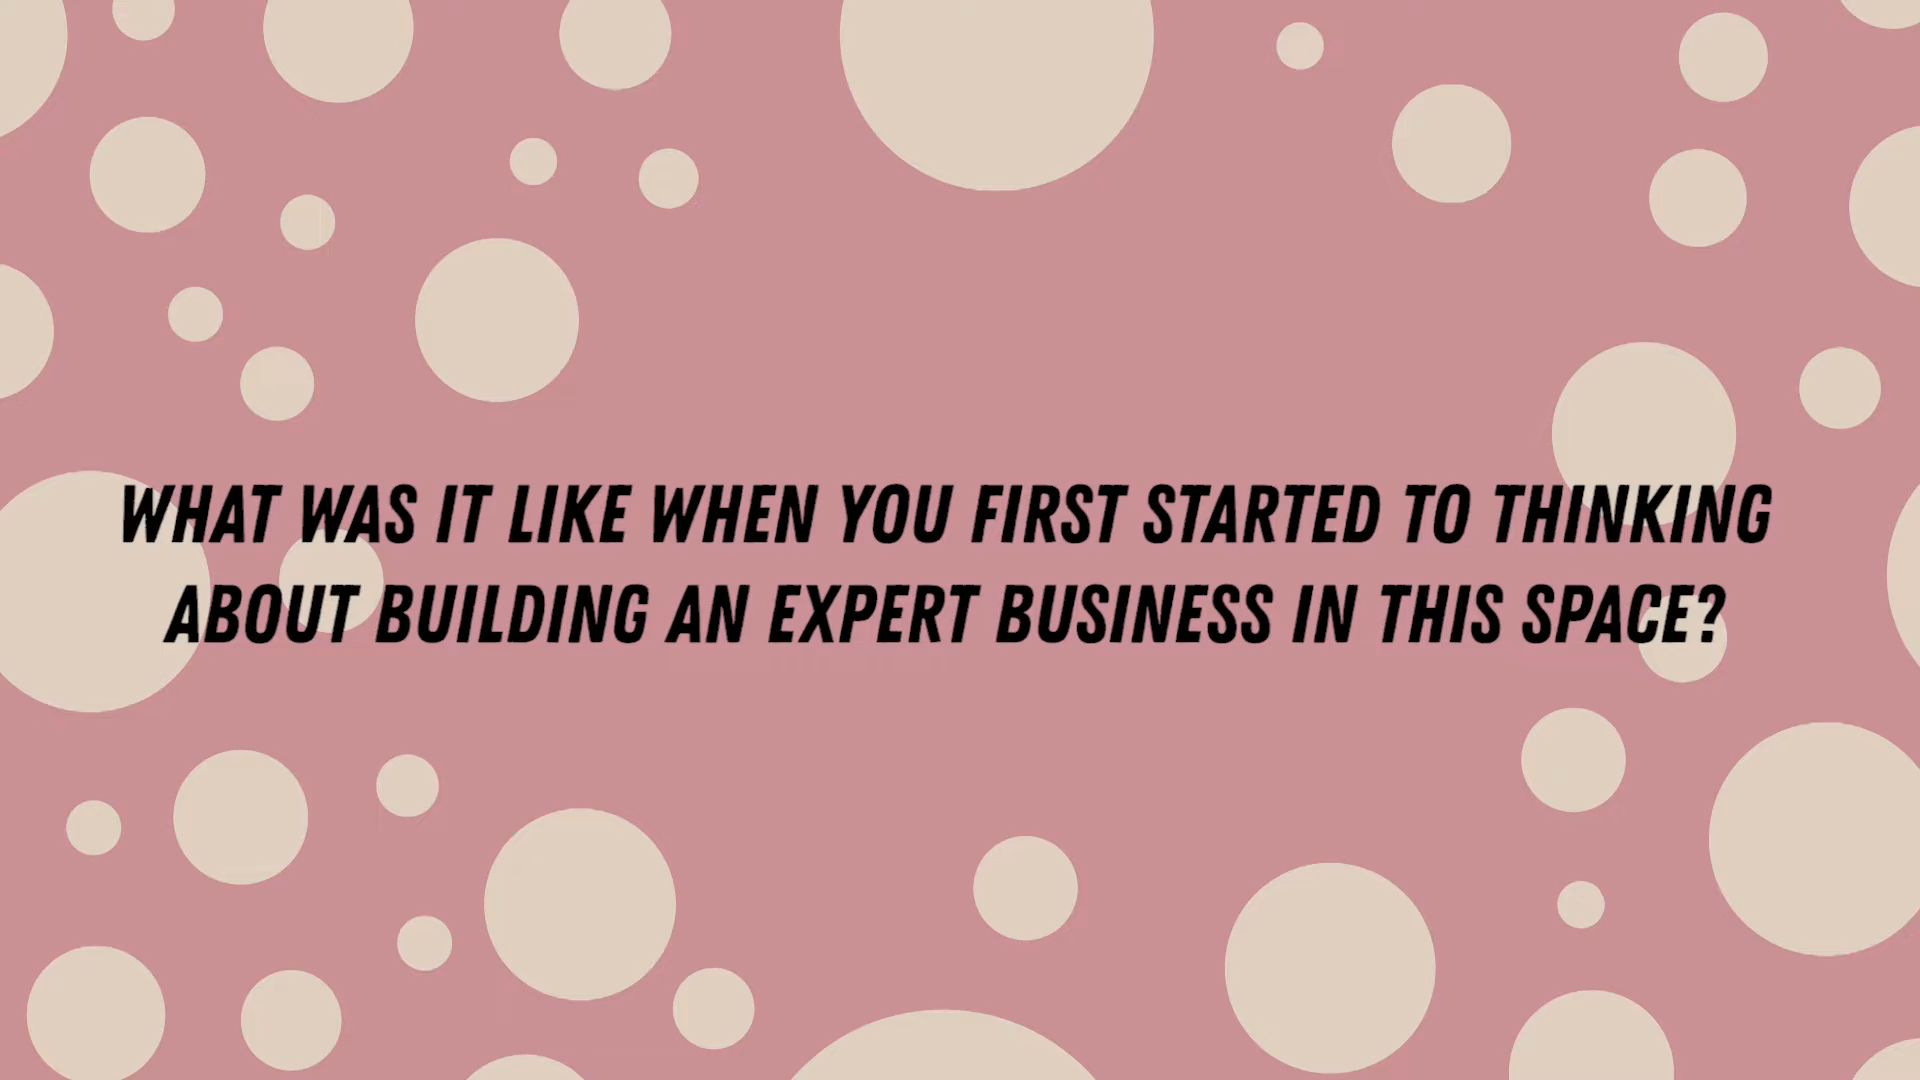 WHAT WAS IT LIKE WHEN YOU FIRST STARTED TO THINKING
ABOUT BUILDING AN EXPERT BUSINESS IN THIS SPACE?